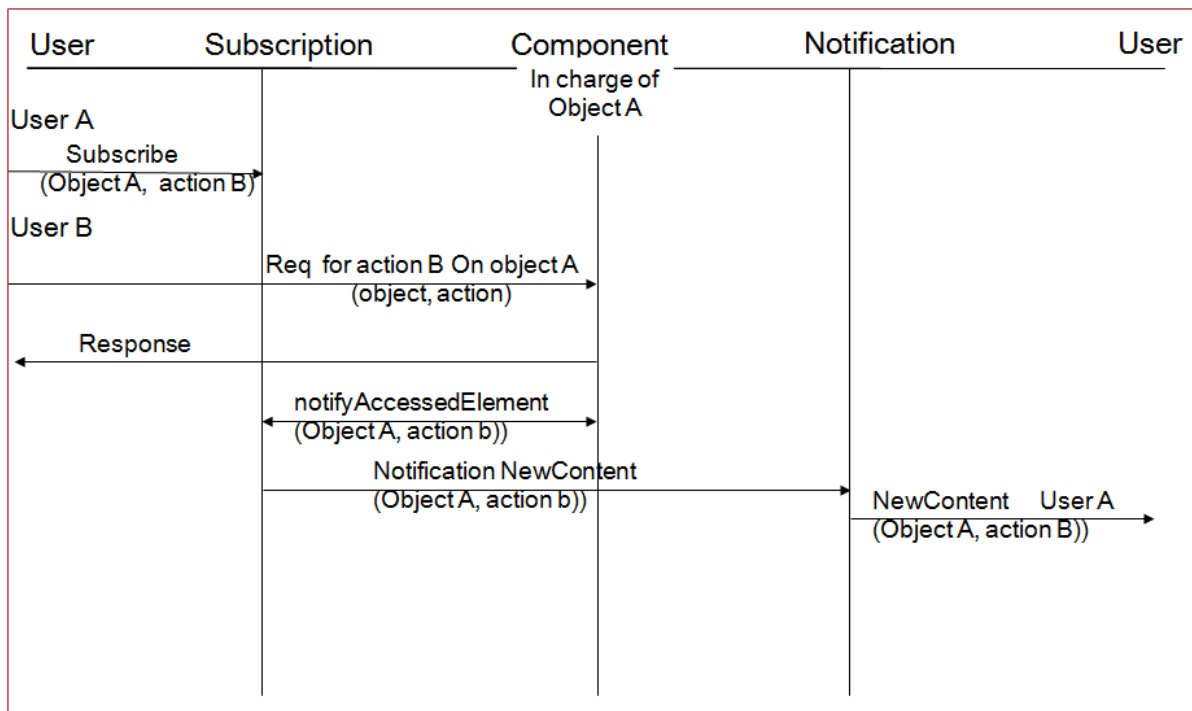 User Subscription Component Notification User
In charge of
Object A
User A
Subscribe
(Object A, action B)
User B
Req for action B On object A
(object, action)
Response
notifyAccessedElement
(Object A, action b))
Notification NewContent
(Object A, action b))
NewContent User A
(Object A, action B))